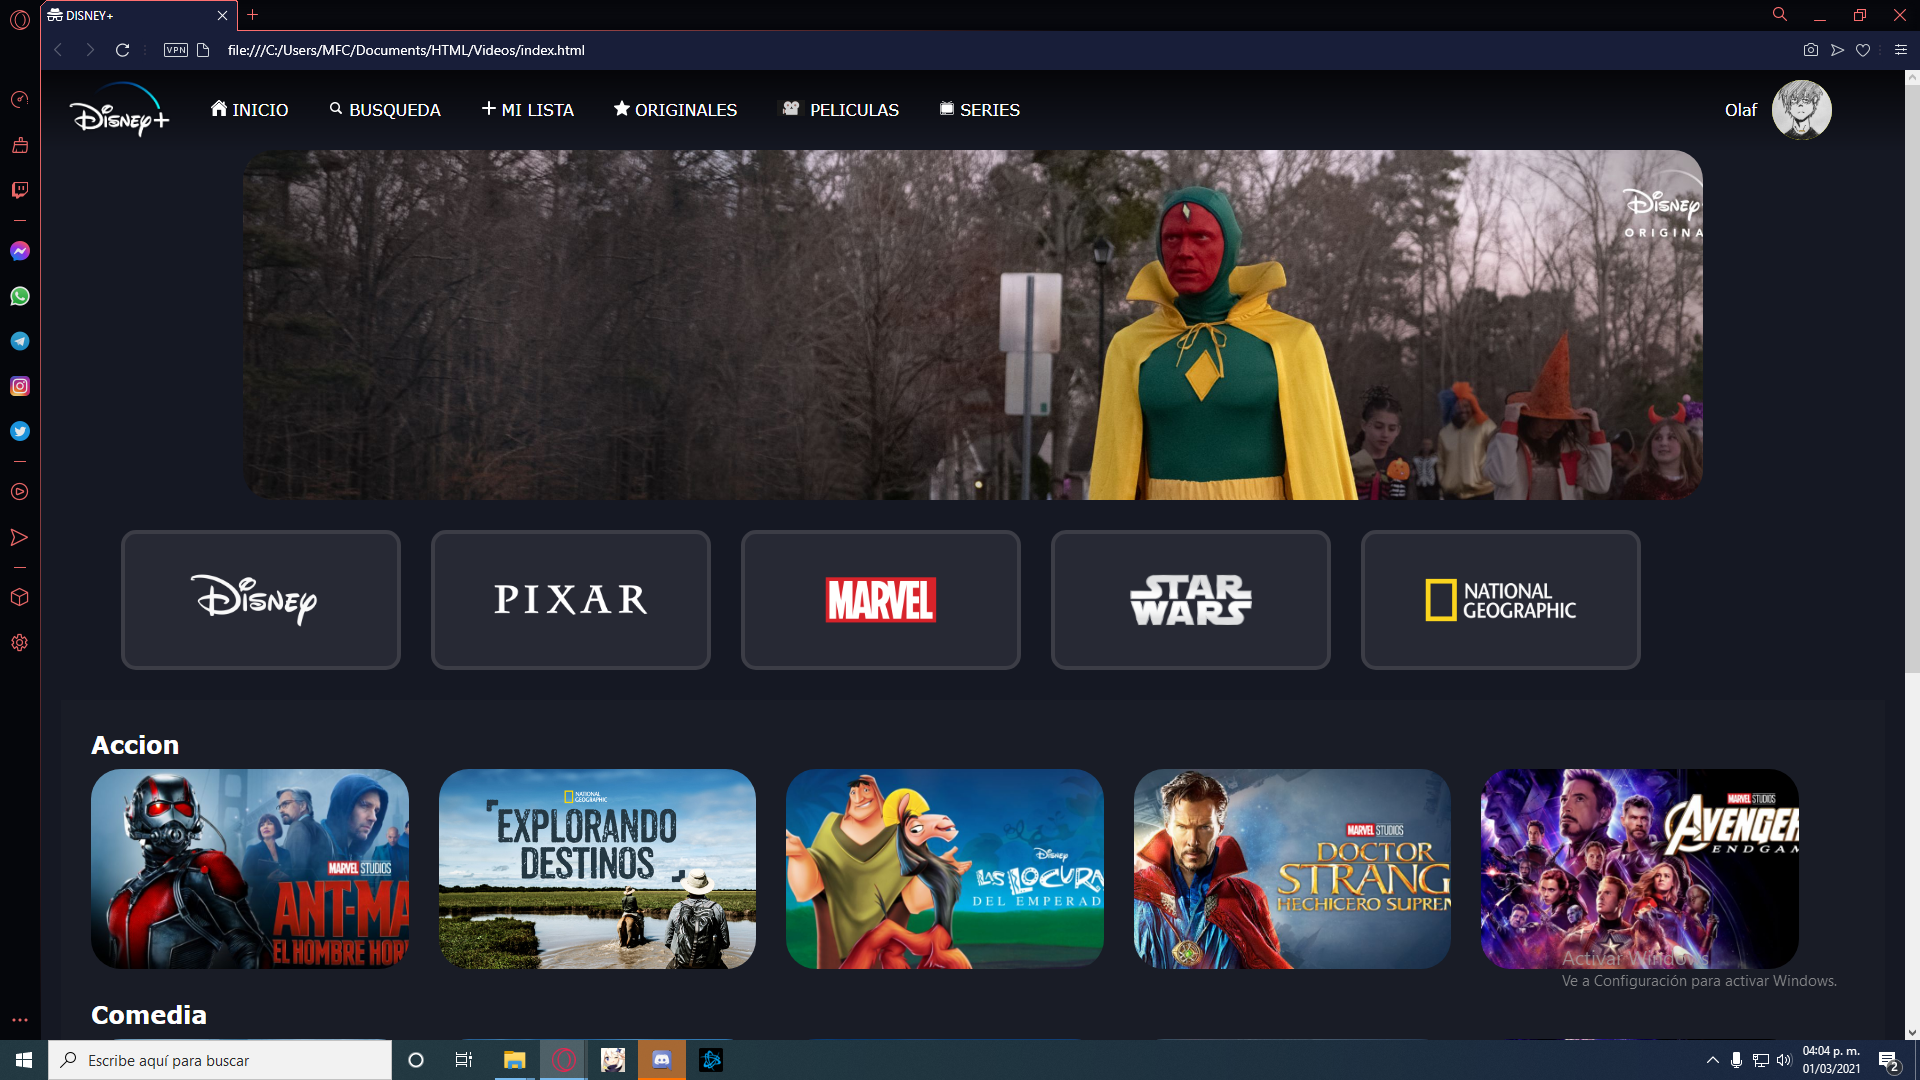 DISNEY+
VPN
file:///C:/Users/MFC/Documents/HTML/Videos/index.html
Disney+
INICIO
BUSQUEDA
MI LISTA
ORIGINALES
PELICULAS
SERIES
Olaf
Disney
ORIGINA
Disney
PIXAR
MARVEL
STAR
WARS
NATIONAL
GEOGRAPHIC
Accion
MARVEL STUDIOS
ANT-MA
EL HOMBRE HOR
NATIONAL
GEOGRAPHIC
EXPLORANDO
DESTINOS
Disney
LAS LOCURA
DEL EMPERAD
MARVEL STUDIOS
DOCTOR
STRANG
HECHICERO SUPREM
MARVEL STUDIOS
AVENGER
ENDGAM
Activar Windows
Ve a Configuración para activar Windows.
Comedia
Escribe aquí para buscar
04:04 p. m.
01/03/2021
2